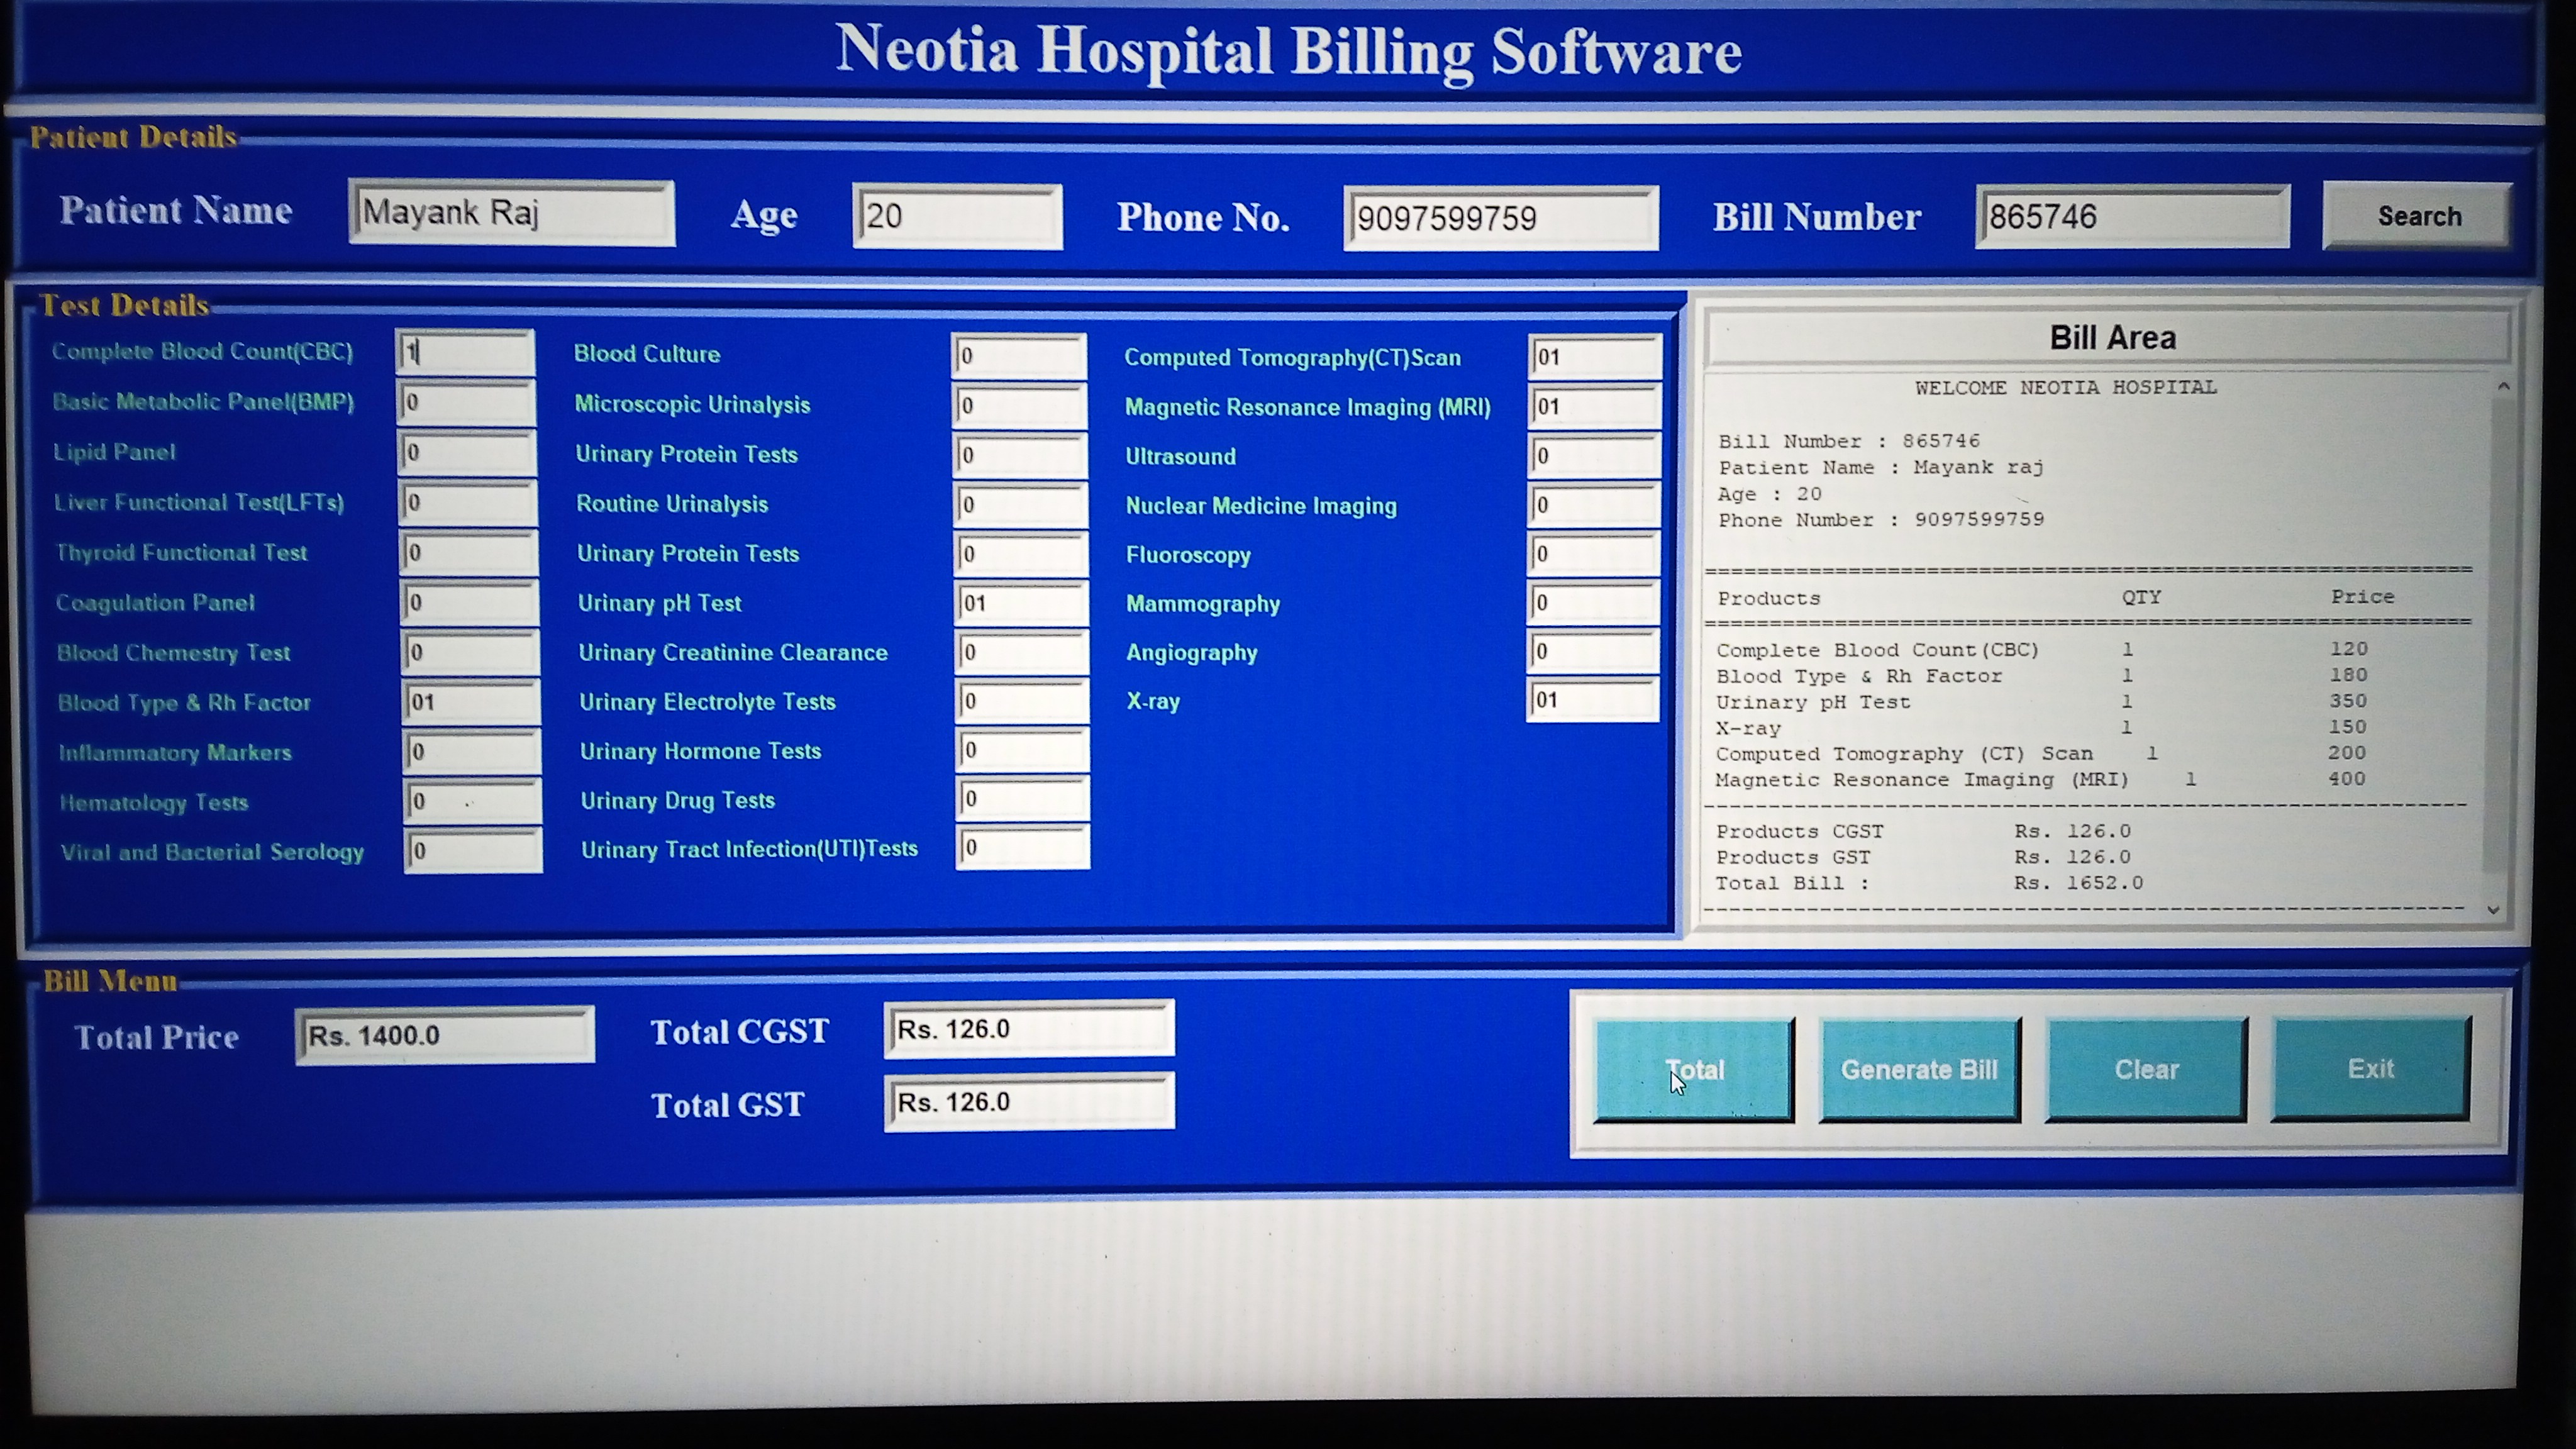 Neotia Hospital Billing Software
Patient Details
Patient Name Mayank Raj Age 20 Phone No. 9097599759 Bill Number 865746 Search
Test Details
Complete Blood Count(CBC) 1
Basic Metabolic Panel(BMP) 0
Lipid Panel 0
Liver Functional Test(LFTs) 0
Thyroid Functional Test 0
Coagulation Panel 0
Blood Chemestry Test 0
Blood Type & Rh Factor 01
Inflammatory Markers 0
Hematology Tests 0
Viral and Bacterial Serology 0
Blood Culture 0
Microscopic Urinalysis 0
Urinary Protein Tests 0
Routine Urinalysis 0
Urinary Protein Tests 0
Urinary pH Test 01
Urinary Creatinine Clearance 0
Urinary Electrolyte Tests 0
Urinary Hormone Tests 0
Urinary Drug Tests 0
Urinary Tract Infection(UTI)Tests 0
Computed Tomography(CT)Scan 01
Magnetic Resonance Imaging (MRI) 01
Ultrasound 0
Nuclear Medicine Imaging 0
Fluoroscopy 0
Mammography 0
Angiography 0
X-ray 01
Bill Area
WELCOME NEOTIA HOSPITAL
Bill Number : 865746
Patient Name : Mayank raj
Age : 20
Phone Number : 9097599759
Products QTY Price
Complete Blood Count(CBC) 1 120
Blood Type & Rh Factor 1 180
Urinary pH Test 1 350
X-ray 1 150
Computed Tomography (CT) Scan 1 200
Magnetic Resonance Imaging (MRI) 1 400
Products CGST Rs. 126.0
Products GST Rs. 126.0
Total Bill : Rs. 1652.0
Bill Menu
Total Price Rs. 1400.0 Total CGST Rs. 126.0
Total GST Rs. 126.0
Total Generate Bill Clear Exit